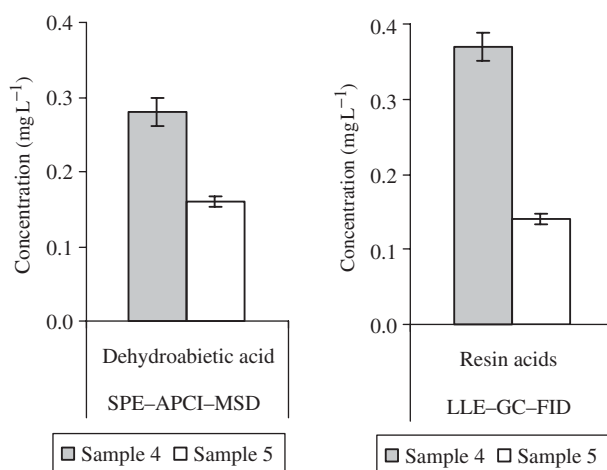 Concentration (mg L−1)
0.4
0.3
0.2
0.1
0.0
Dehydroabietic acid
SPE–APCI–MSD
Sample 4 Sample 5
Concentration (mg L−1)
0.4
0.3
0.2
0.1
0.0
Resin acids
LLE–GC–FID
Sample 4 Sample 5